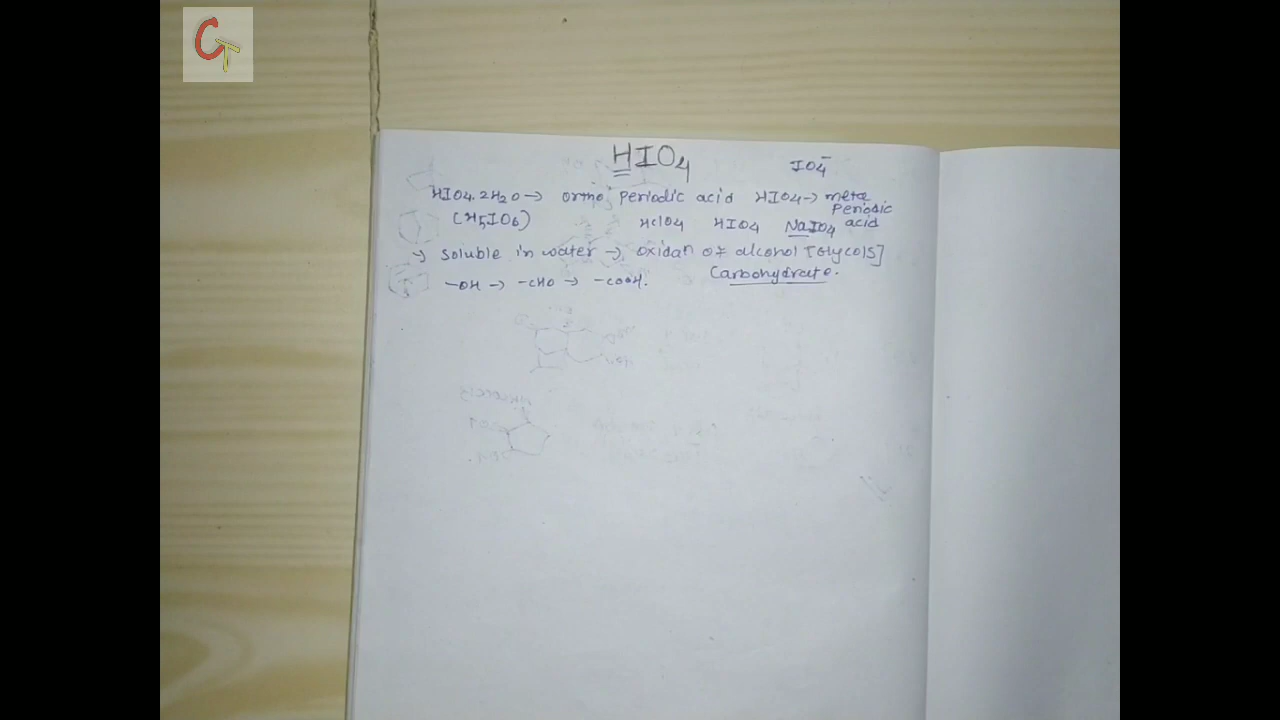 CT
HIO4
IO4⁻
HIO4.2H2O → ortho periodic acid HIO4 → meta Periodic acid
(H5IO6) HClO4 HIO4 NaIO4
→ soluble in water → oxidan of alcohol [Glycols]
Carbohydrate.
-OH → -CHO → -COOH.